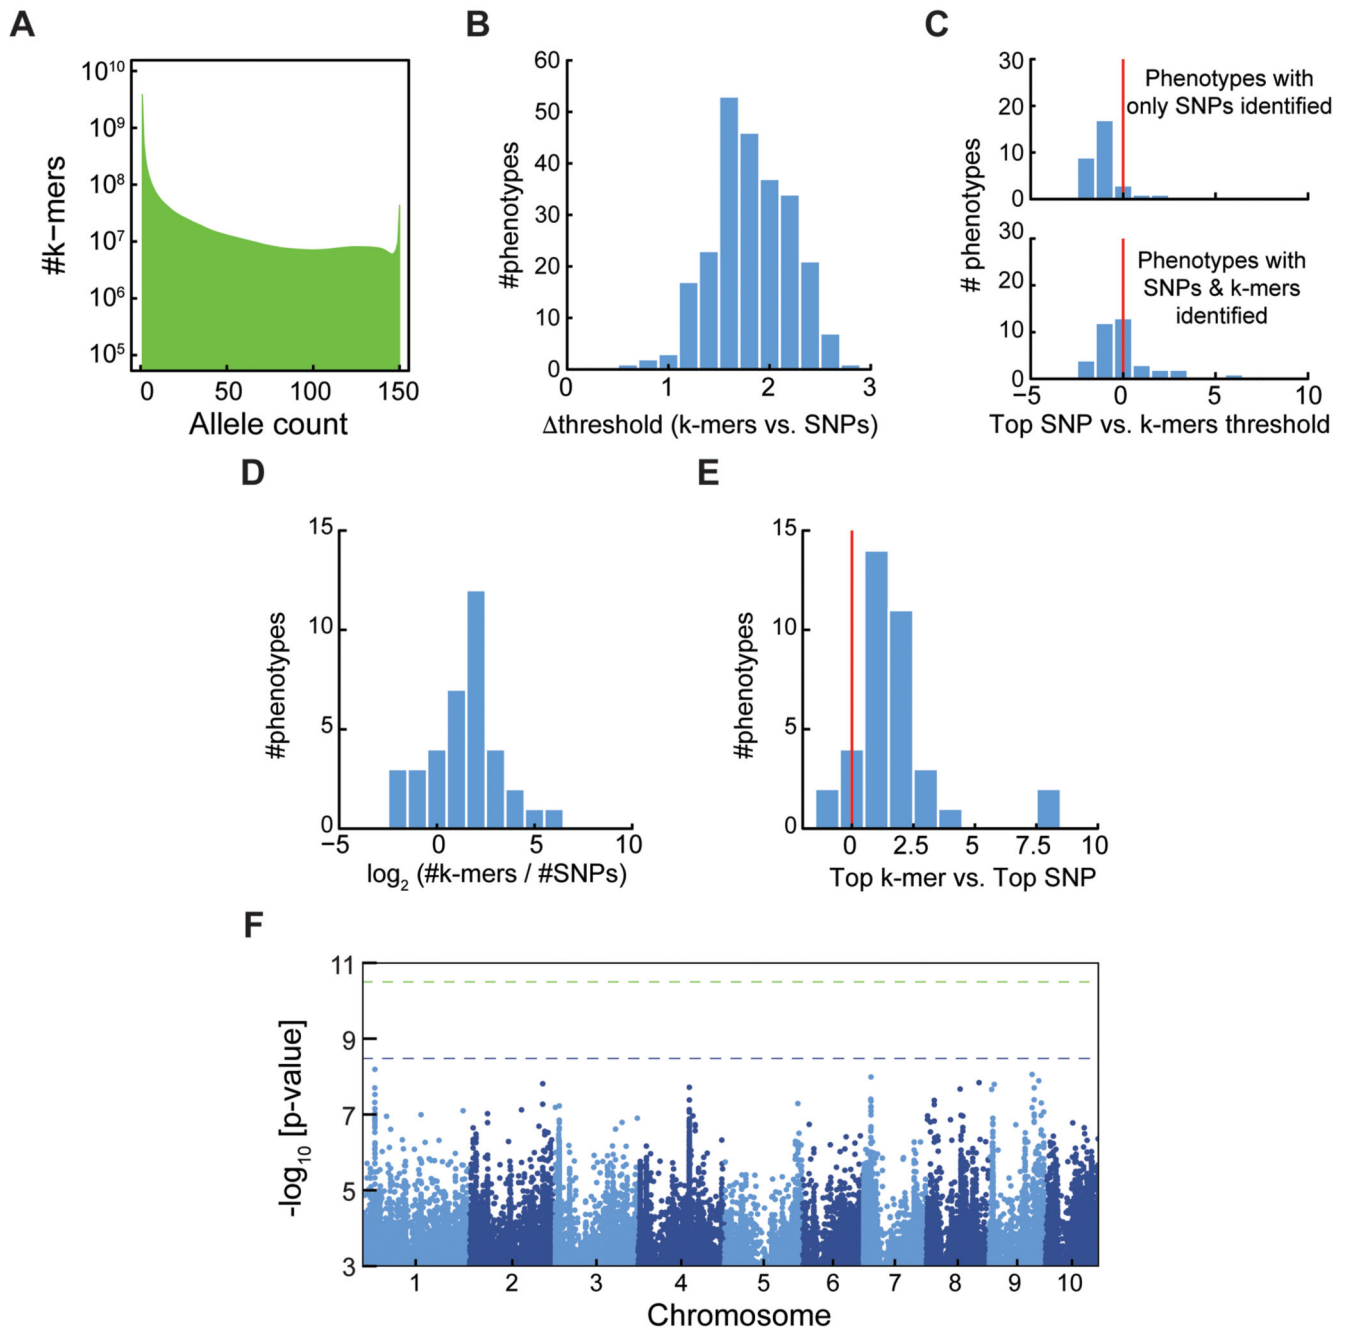 A
10¹⁰
10⁹
10⁸
10⁷
10⁶
10⁵
#k−mers
0
50
100
150
Allele count
B
60
50
40
30
20
10
0
#phenotypes
0
1
2
3
Δthreshold (k-mers vs. SNPs)
C
30
20
10
0
Phenotypes with
only SNPs identified
# phenotypes
30
20
10
0
Phenotypes with
SNPs & k-mers
identified
−5
0
5
10
Top SNP vs. k-mers threshold
D
15
10
5
0
#phenotypes
−5
0
5
10
log₂ (#k-mers / #SNPs)
E
15
10
5
0
#phenotypes
0
2.5
5
7.5
10
Top k-mer vs. Top SNP
F
11
9
7
5
3
-log₁₀ [p-value]
1
2
3
4
5
6
7
8
9
10
Chromosome